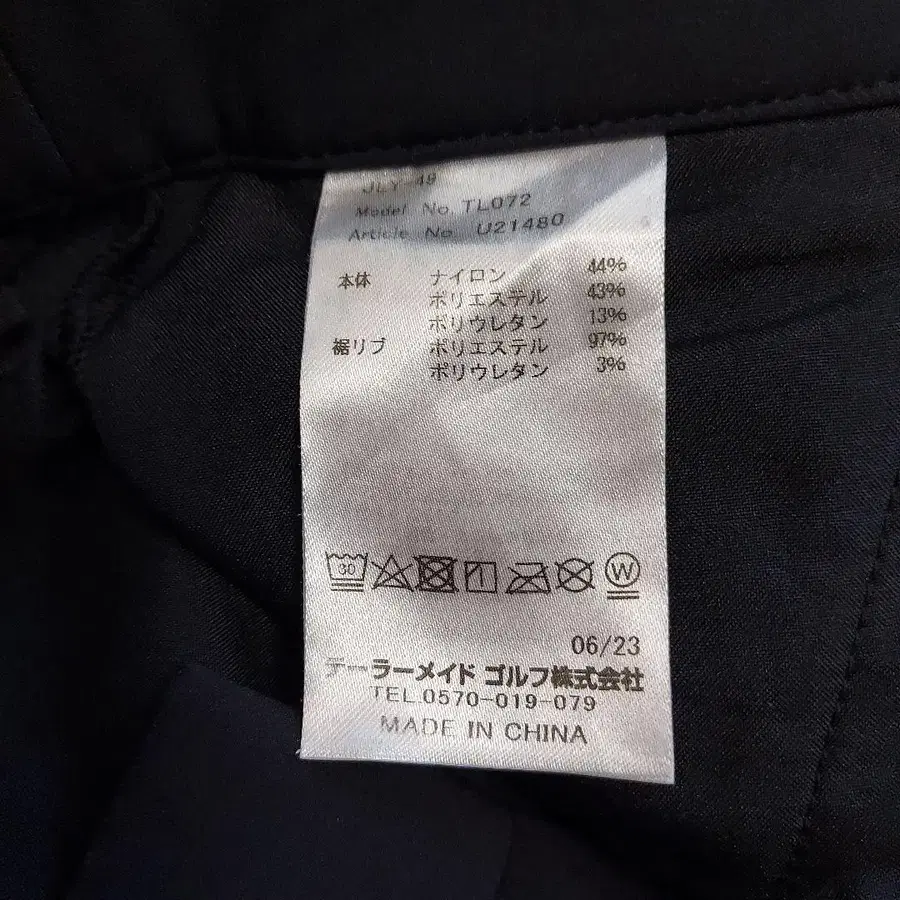 JLY 49
Model No. TL072
Article No. U21480
本体 ナイロン 44%
ポリエステル 43%
ポリウレタン 13%
裾リブ ポリエステル 97%
ポリウレタン 3%
30
W
06/23
テーラーメイド ゴルフ株式会社
TEL.0570-019-079
MADE IN CHINA